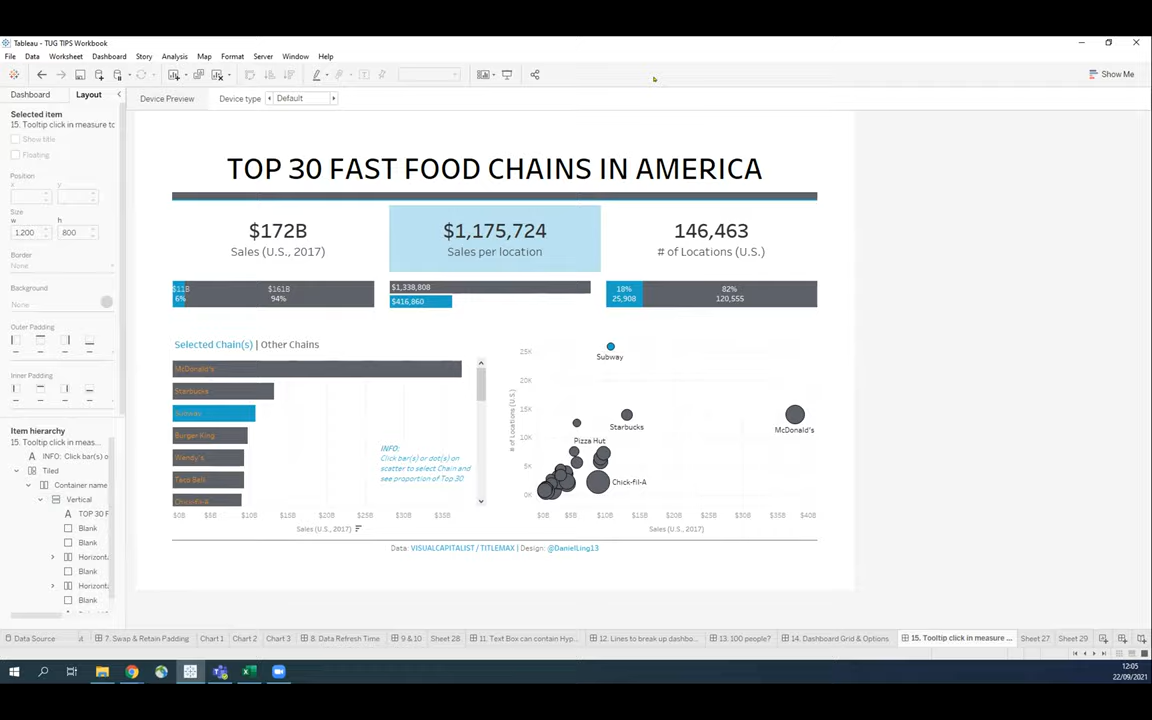 Tableau - TUG TIPS Workbook
File Data Worksheet Dashboard Story Analysis Map Format Server Window Help
Show Me
Dashboard Layout
Device Preview Device type Default
Selected item
15. Tooltip click in measure to
Show title
Floating
Position
x y
Size
w h
1,200 800
Border
None
Background
None
Outer Padding
Inner Padding
Item hierarchy
15. Tooltip click in meas...
INFO: Click bar(s) o
Tiled
Container name
Vertical
TOP 30 F
Blank
Blank
Horizont
Blank
Horizont
Blank
TOP 30 FAST FOOD CHAINS IN AMERICA
$172B
Sales (U.S., 2017)
$1,175,724
Sales per location
146,463
# of Locations (U.S.)
$11B $161B
6% 94%
$1,338,808
$416,860
18% 82%
25,908 120,555
Selected Chain(s) | Other Chains
McDonald's
Starbucks
Subway
Burger King
Wendy's
Taco Bell
Chick-fil-A
INFO:
Click bar(s) or dot(s) on
scatter to select Chain and
see proportion of Top 30
$0B $5B $10B $15B $20B $25B $30B $35B
Sales (U.S., 2017)
# of Locations (U.S.)
25K
20K
15K
10K
5K
0K
Subway
Starbucks
McDonald's
Pizza Hut
Chick-fil-A
$0B $5B $10B $15B $20B $25B $30B $35B $40B
Sales (U.S., 2017)
Data: VISUALCAPITALIST / TITLEMAX | Design: @DanielLing13
Data Source 7. Swap & Retain Padding Chart 1 Chart 2 Chart 3 8. Data Refresh Time 9 & 10 Sheet 28 11. Text Box can contain Hyp... 12. Lines to break up dashbo... 13. 100 people? 14. Dashboard Grid & Options 15. Tooltip click in measure ... Sheet 27 Sheet 29
12:05
22/09/2021